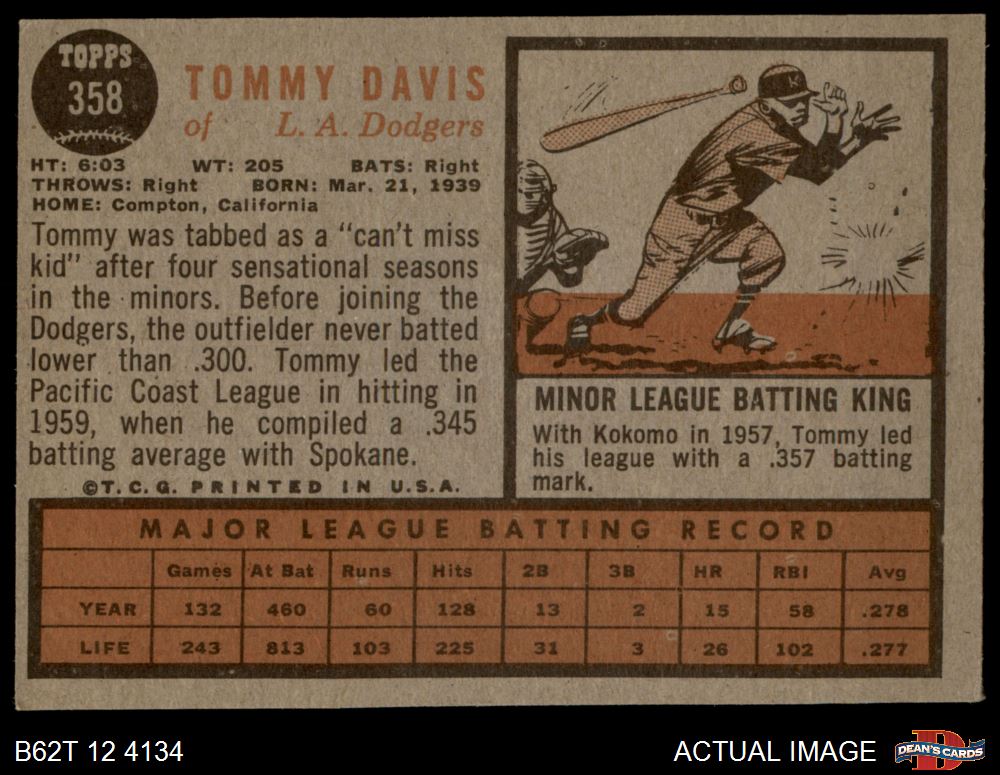 TOPPS
358
TOMMY DAVIS
of L. A. Dodgers
HT: 6:03 WT: 205 BATS: Right
THROWS: Right BORN: Mar. 21, 1939
HOME: Compton, California
Tommy was tabbed as a "can't miss
kid" after four sensational seasons
in the minors. Before joining the
Dodgers, the outfielder never batted
lower than .300. Tommy led the
Pacific Coast League in hitting in
1959, when he compiled a .345
batting average with Spokane.
©T.C.G. PRINTED IN U.S.A.
K
MINOR LEAGUE BATTING KING
With Kokomo in 1957, Tommy led
his league with a .357 batting
mark.
MAJOR LEAGUE BATTING RECORD
Games At Bat Runs Hits 2B 3B HR RBI Avg
YEAR 132 460 60 128 13 2 15 58 .278
LIFE 243 813 103 225 31 3 26 102 .277
B62T 12 4134
ACTUAL IMAGE
D
DEAN'S CARDS